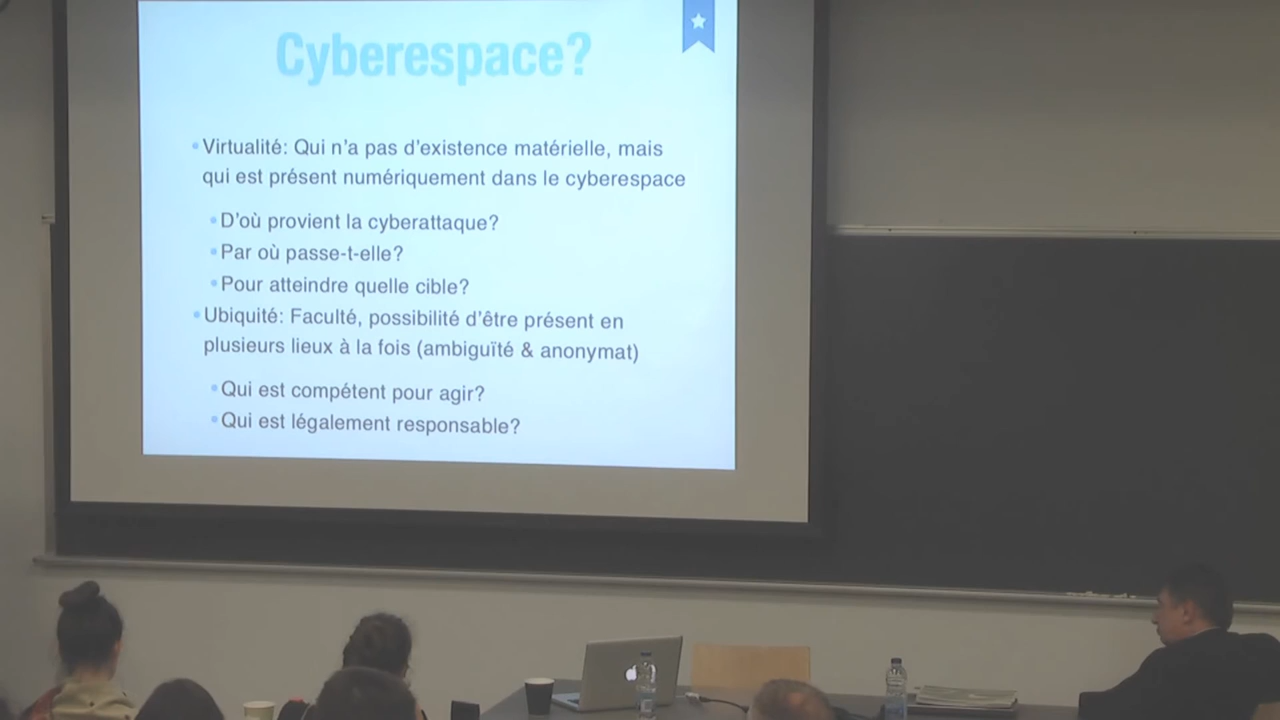 Cyberespace?
Virtualité: Qui n'a pas d'existence matérielle, mais
qui est présent numériquement dans le cyberespace
D'où provient la cyberattaque?
Par où passe-t-elle?
Pour atteindre quelle cible?
Ubiquité: Faculté, possibilité d'être présent en
plusieurs lieux à la fois (ambiguïté & anonymat)
Qui est compétent pour agir?
Qui est légalement responsable?